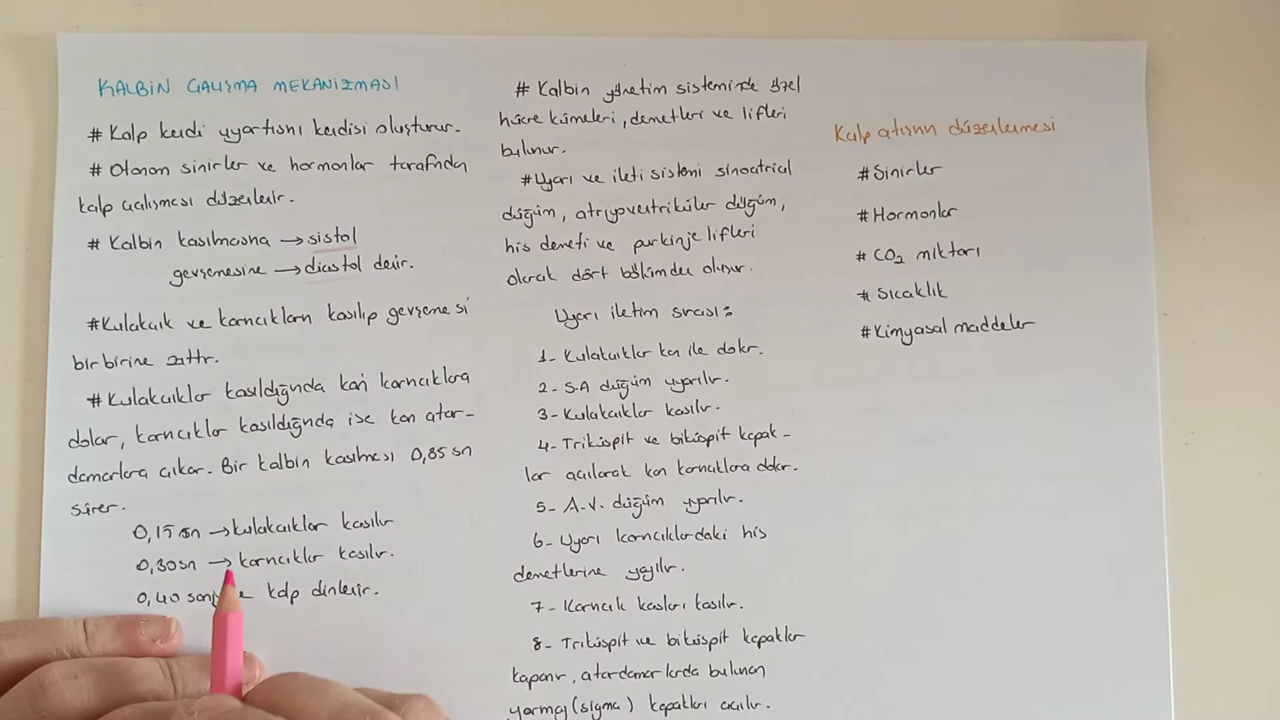 KALBİN ÇALIŞMA MEKANİZMASI
# Kalp kendi uyartısını kendisi oluşturur.
# Otonom sinirler ve hormonlar tarafından
kalp çalışması düzenlenir.
# Kalbin kasılmasına → sistol
gevşemesine → diastol denir.
# Kulakçık ve karıncıkların kasılıp gevşemesi
birbirine zıttır.
# Kulakçıklar kasıldığında kan karıncıklara
dolar, karıncıklar kasıldığında ise kan atar-
damarlara çıkar. Bir kalbin kasılması 0,85 sn
sürer.
0,15 sn → kulakçıklar kasılır
0,30 sn → karıncıklar kasılır.
0,40 kalp dinlenir.
# Kalbin yönetim sisteminde özel
hücre kümeleri, demetleri ve lifleri
bulunur.
# Uyarı ve ileti sistemi sinoatrial
düğüm, atriyoventriküler düğüm,
his demeti ve purkinje lifleri
olarak dört bölümden oluşur.
Uyarı iletim sırası:
1- Kulakçıklar kan ile dolar.
2- S.A düğüm uyarılır.
3- Kulakçıklar kasılır.
4- Triküspit ve biküspit kapak-
lar açılarak kan karıncıklara dolar.
5- A.V. düğüm uyarılır.
6- Uyarı karıncıklardaki his
demetlerine yayılır.
7- Karıncık kasları kasılır.
8- Triküspit ve biküspit kapaklar
kapanır, atardamarlarda bulunan
yarımay (sigma) kapakları açılır.
Kalp atışının düzenlenmesi
# Sinirler
# Hormonlar
# CO₂ miktarı
# Sıcaklık
# Kimyasal maddeler